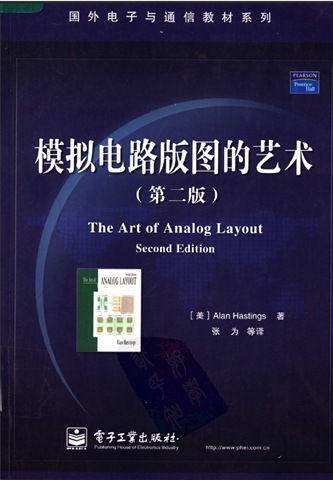 国外电子与通信教材系列
PEARSON
Prentice
Hall
模拟电路版图的艺术
（第二版）
The Art of Analog Layout
Second Edition
The Art of
ANALOG LAYOUT
Alan Hastings
［美］Alan Hastings 著
张 为 等译
电子工业出版社
Publishing House of Electronics Industry
http://www.phei.com.cn